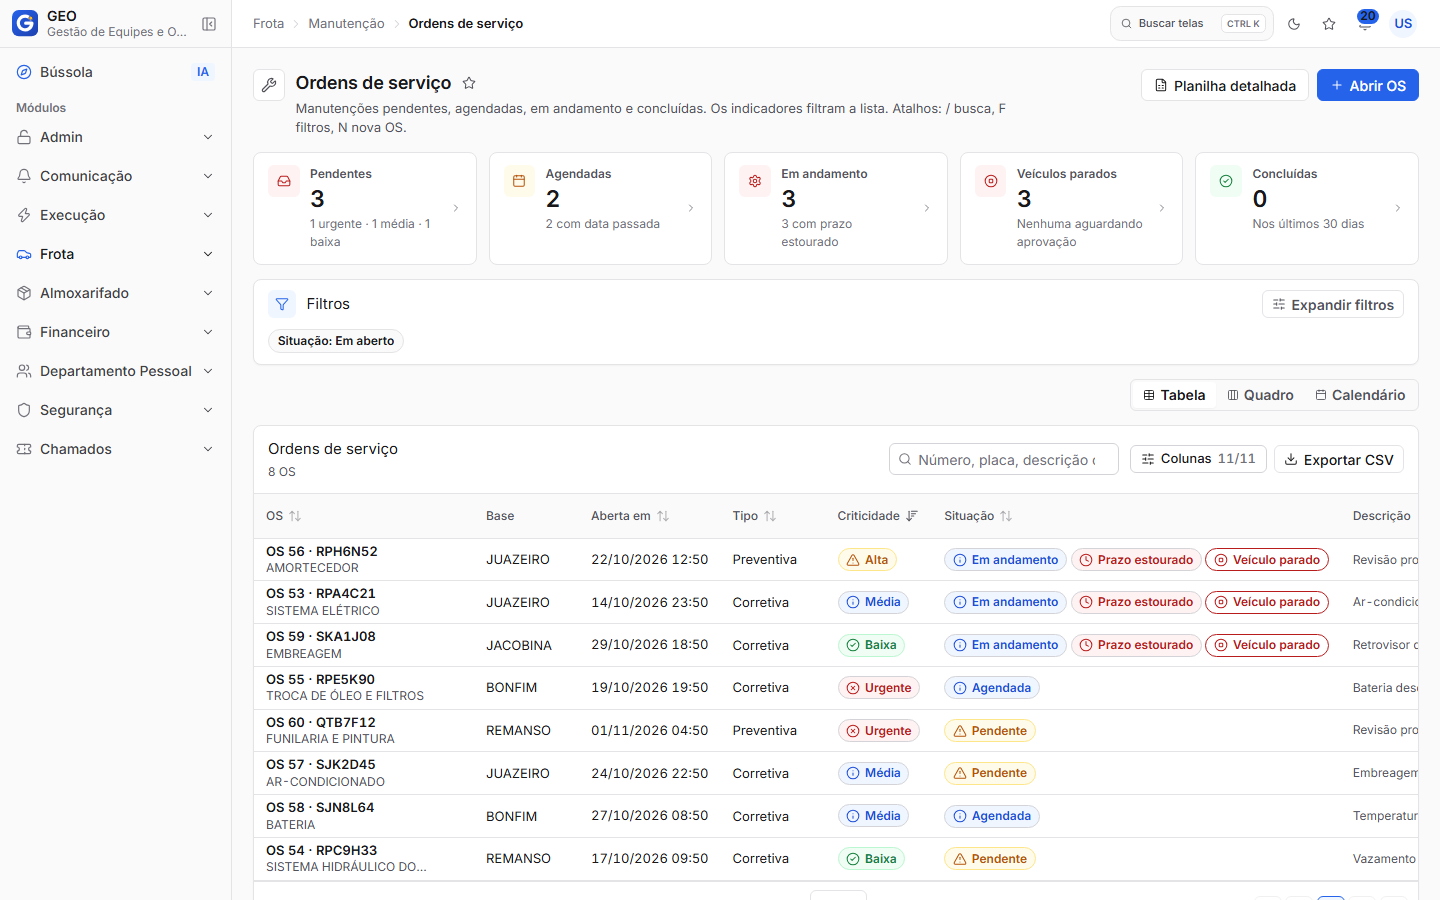 GEO
Gestão de Equipes e O...
Bússola IA
Módulos
Admin
Comunicação
Execução
Frota
Almoxarifado
Financeiro
Departamento Pessoal
Segurança
Chamados
Frota Manutenção Ordens de serviço
Buscar telas CTRL K
20
US
Ordens de serviço
Manutenções pendentes, agendadas, em andamento e concluídas. Os indicadores filtram a lista. Atalhos: / busca, F
filtros, N nova OS.
Planilha detalhada
Abrir OS
Pendentes
3
1 urgente · 1 média · 1
baixa
Agendadas
2
2 com data passada
Em andamento
3
3 com prazo
estourado
Veículos parados
3
Nenhuma aguardando
aprovação
Concluídas
0
Nos últimos 30 dias
Filtros
Expandir filtros
Situação: Em aberto
Tabela Quadro Calendário
Ordens de serviço
8 OS
Número, placa, descrição
Colunas 11/11
Exportar CSV
OS Base Aberta em Tipo Criticidade Situação Descrição
OS 56 · RPH6N52
AMORTECEDOR
JUAZEIRO 22/10/2026 12:50 Preventiva Alta Em andamento Prazo estourado Veículo parado Revisão pro
OS 53 · RPA4C21
SISTEMA ELÉTRICO
JUAZEIRO 14/10/2026 23:50 Corretiva Média Em andamento Prazo estourado Veículo parado Ar-condici
OS 59 · SKA1J08
EMBREAGEM
JACOBINA 29/10/2026 18:50 Corretiva Baixa Em andamento Prazo estourado Veículo parado Retrovisor
OS 55 · RPE5K90
TROCA DE ÓLEO E FILTROS
BONFIM 19/10/2026 19:50 Corretiva Urgente Agendada Bateria des
OS 60 · QTB7F12
FUNILARIA E PINTURA
REMANSO 01/11/2026 04:50 Preventiva Urgente Pendente Revisão pro
OS 57 · SJK2D45
AR-CONDICIONADO
JUAZEIRO 24/10/2026 22:50 Corretiva Média Pendente Embreagem
OS 58 · SJN8L64
BATERIA
BONFIM 27/10/2026 08:50 Corretiva Média Agendada Temperatur
OS 54 · RPC9H33
SISTEMA HIDRÁULICO DO...
REMANSO 17/10/2026 09:50 Corretiva Baixa Pendente Vazamento